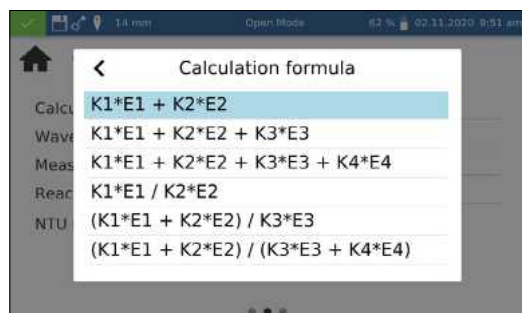 14 mm Open Mode 62 % 02.11.2020 9:51 am
Calculation formula
K1*E1 + K2*E2
K1*E1 + K2*E2 + K3*E3
K1*E1 + K2*E2 + K3*E3 + K4*E4
K1*E1 / K2*E2
(K1*E1 + K2*E2) / K3*E3
(K1*E1 + K2*E2) / (K3*E3 + K4*E4)
Calcu
Wave
Meas
Reac
NTU